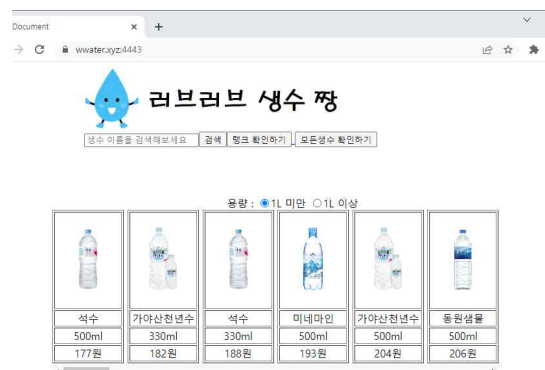 Document × +
wwater.xyz:4443
러브러브 생수 짱
생수 이름을 검색해보세요 검색 랭크 확인하기 모든생수 확인하기
용량 : 1L 미만 1L 이상
석수 가야산천년수 석수 미네마인 가야산천년수 동원샘물
500ml 330ml 330ml 500ml 500ml 500ml
177원 182원 188원 193원 204원 206원